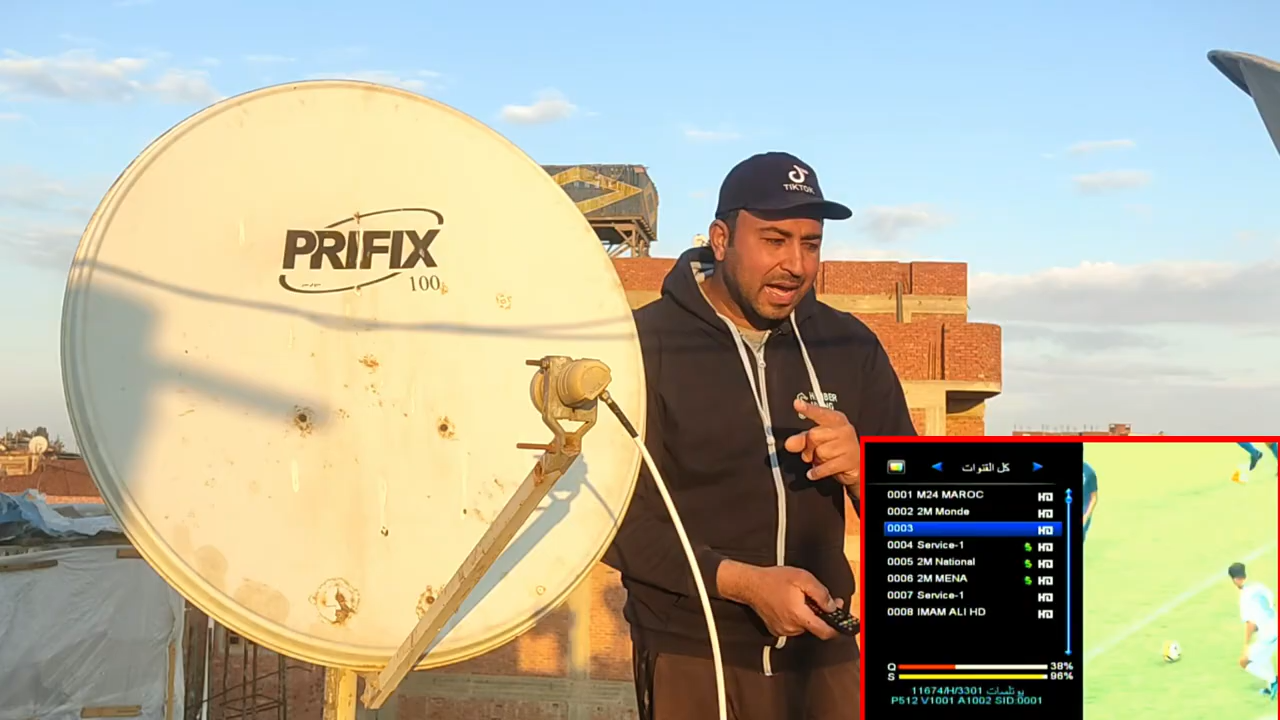 PRIFIX
100
TIKTOK
كل القنوات
0001 M24 MAROC HD
0002 2M Monde HD
0003 HD
0004 Service-1 $ HD
0005 2M National $ HD
0006 2M MENA $ HD
0007 Service-1 HD
0008 IMAM ALI HD HD
Q 38%
S 96%
11674/H/3301 يوتلسات
P512 V1001 A1002 SID:0001